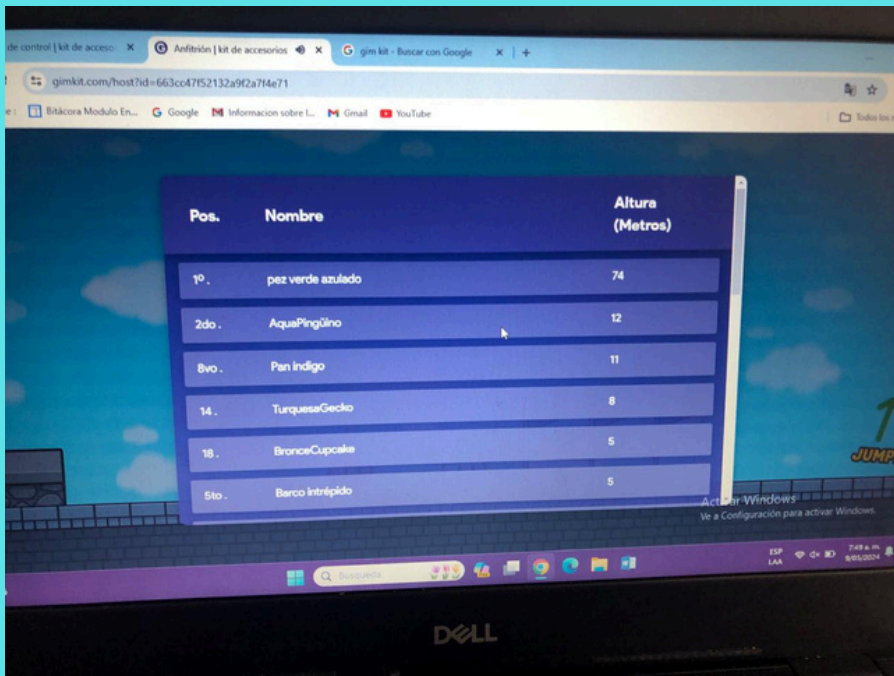 de control | kit de acceso
Anfitrión | kit de accesorios
gim kit - Buscar con Google
gimkit.com/host?id=663cc47f52132a9f2a7f4e71
Bitácora Modulo En...
Google
Informacion sobre l...
Gmail
YouTube
Todos los
Pos. Nombre Altura
(Metros)
1º. pez verde azulado 74
2do. AquaPingüino 12
8vo. Pan índigo 11
14. TurquesaGecko 8
18. BronceCupcake 5
5to. Barco intrépido 5
JUMP
Activar Windows
Ve a Configuración para activar Windows.
Búsqueda
ESP
LAA
7:49 a. m.
9/05/2024
DELL